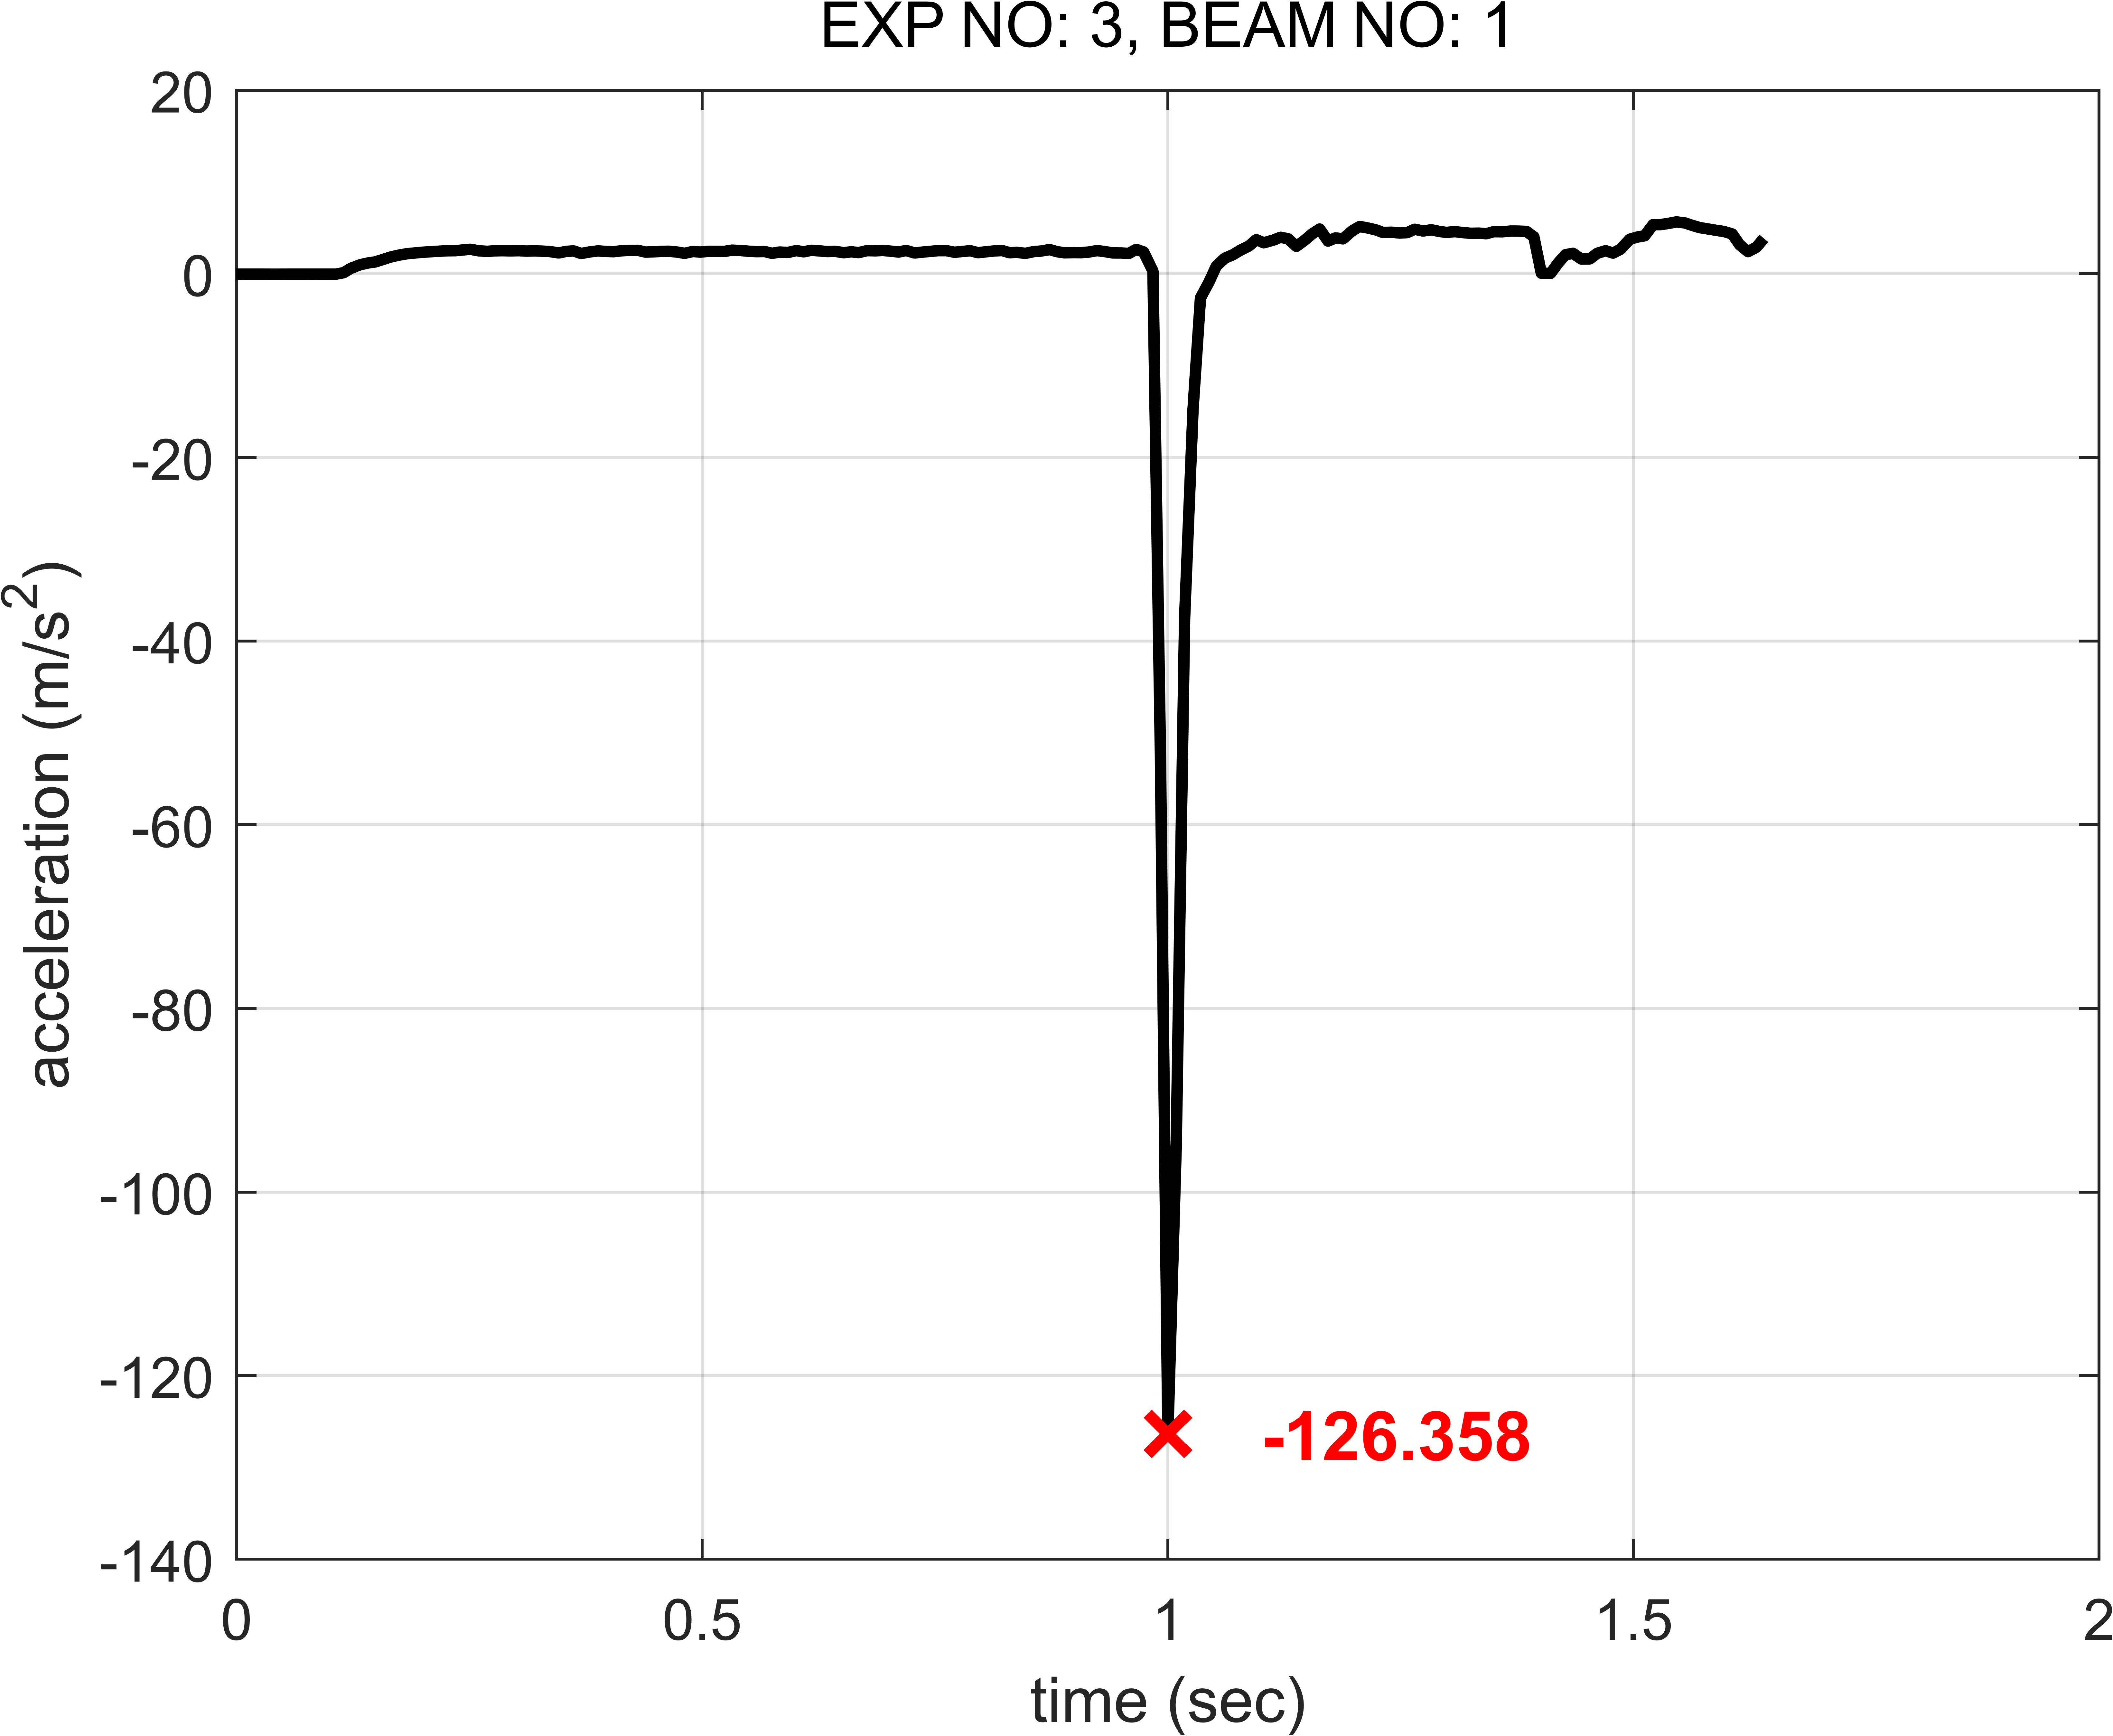 EXP NO: 3, BEAM NO: 1
20
0
-20
-40
-60
-80
-100
-120
-140
acceleration (m/s²)
-126.358
0 0.5 1 1.5 2
time (sec)